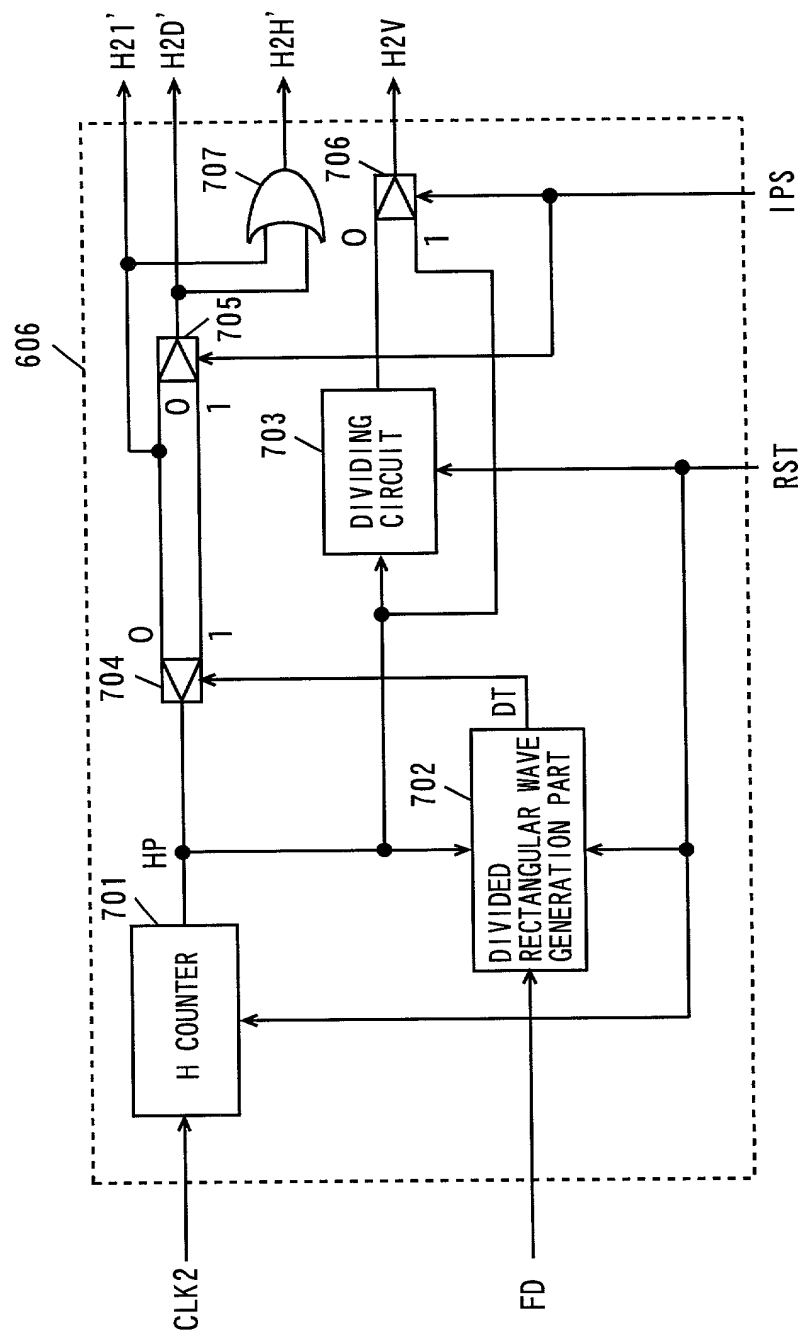 606
H21'
H2D'
H2H'
H2V
707
706
0
1
705
0
1
704
0
1
703
DIVIDING
CIRCUIT
HP
701
H COUNTER
702
DT
DIVIDED
RECTANGULAR WAVE
GENERATION PART
CLK2
FD
RST
IPS